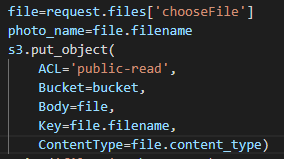 file=request.files['chooseFile']
photo_name=file.filename
s3.put_object(
    ACL='public-read',
    Bucket=bucket,
    Body=file,
    Key=file.filename,
    ContentType=file.content_type)